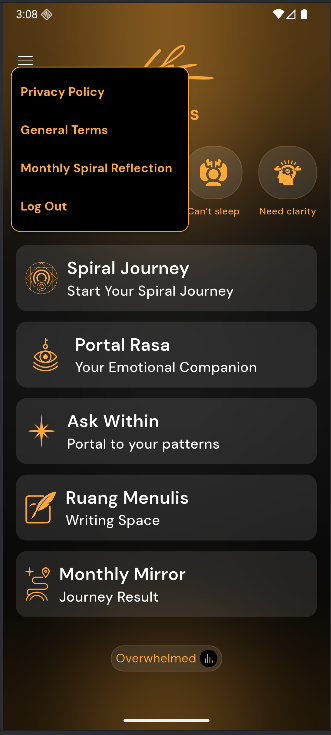 3:08
Privacy Policy
General Terms
Monthly Spiral Reflection
Log Out
Can't sleep
Need clarity
Spiral Journey
Start Your Spiral Journey
Portal Rasa
Your Emotional Companion
Ask Within
Portal to your patterns
Ruang Menulis
Writing Space
Monthly Mirror
Journey Result
Overwhelmed